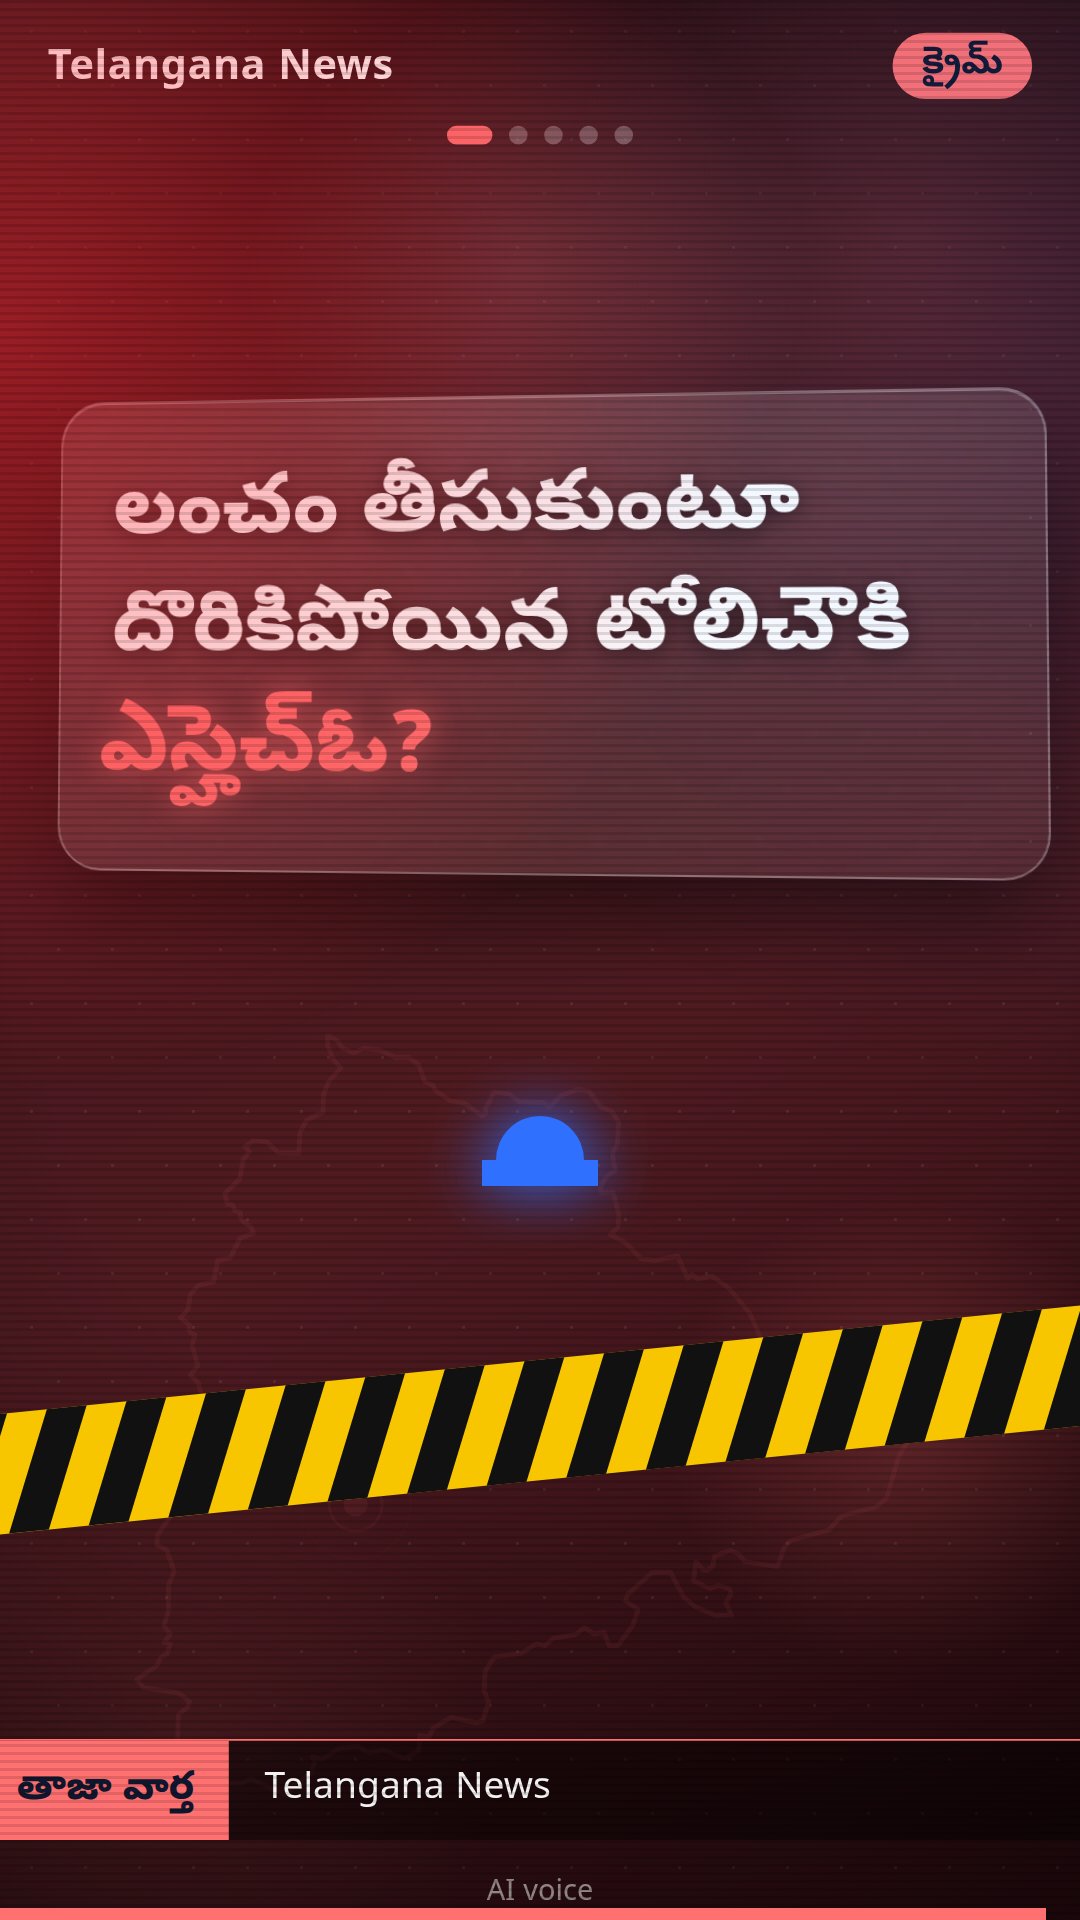 Telangana News
క్రైమ్
లంచం తీసుకుంటూ
దొరికిపోయిన టోలిచౌకి
ఎస్హెచ్ఓ?
తాజా వార్త
Telangana News
AI voice